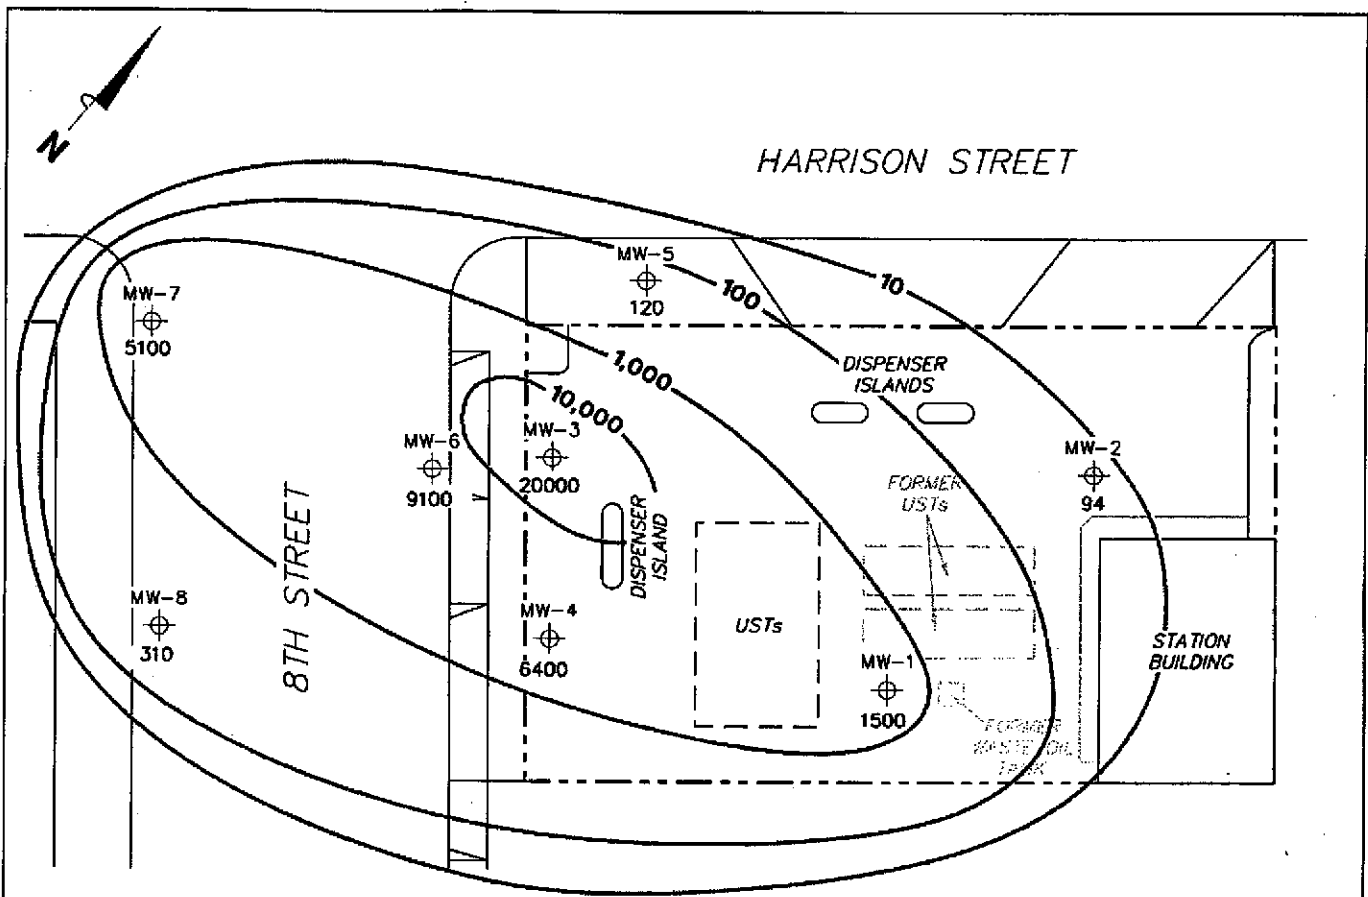 N
HARRISON STREET
MW-5
120
10
100
MW-7
5100
1,000
DISPENSER
ISLANDS
10,000
MW-3
20000
MW-6
9100
MW-2
94
FORMER
USTs
DISPENSER
ISLAND
8TH STREET
MW-8
310
MW-4
6400
USTs
MW-1
1500
STATION
BUILDING
FORMER
WASTE OIL
TANK